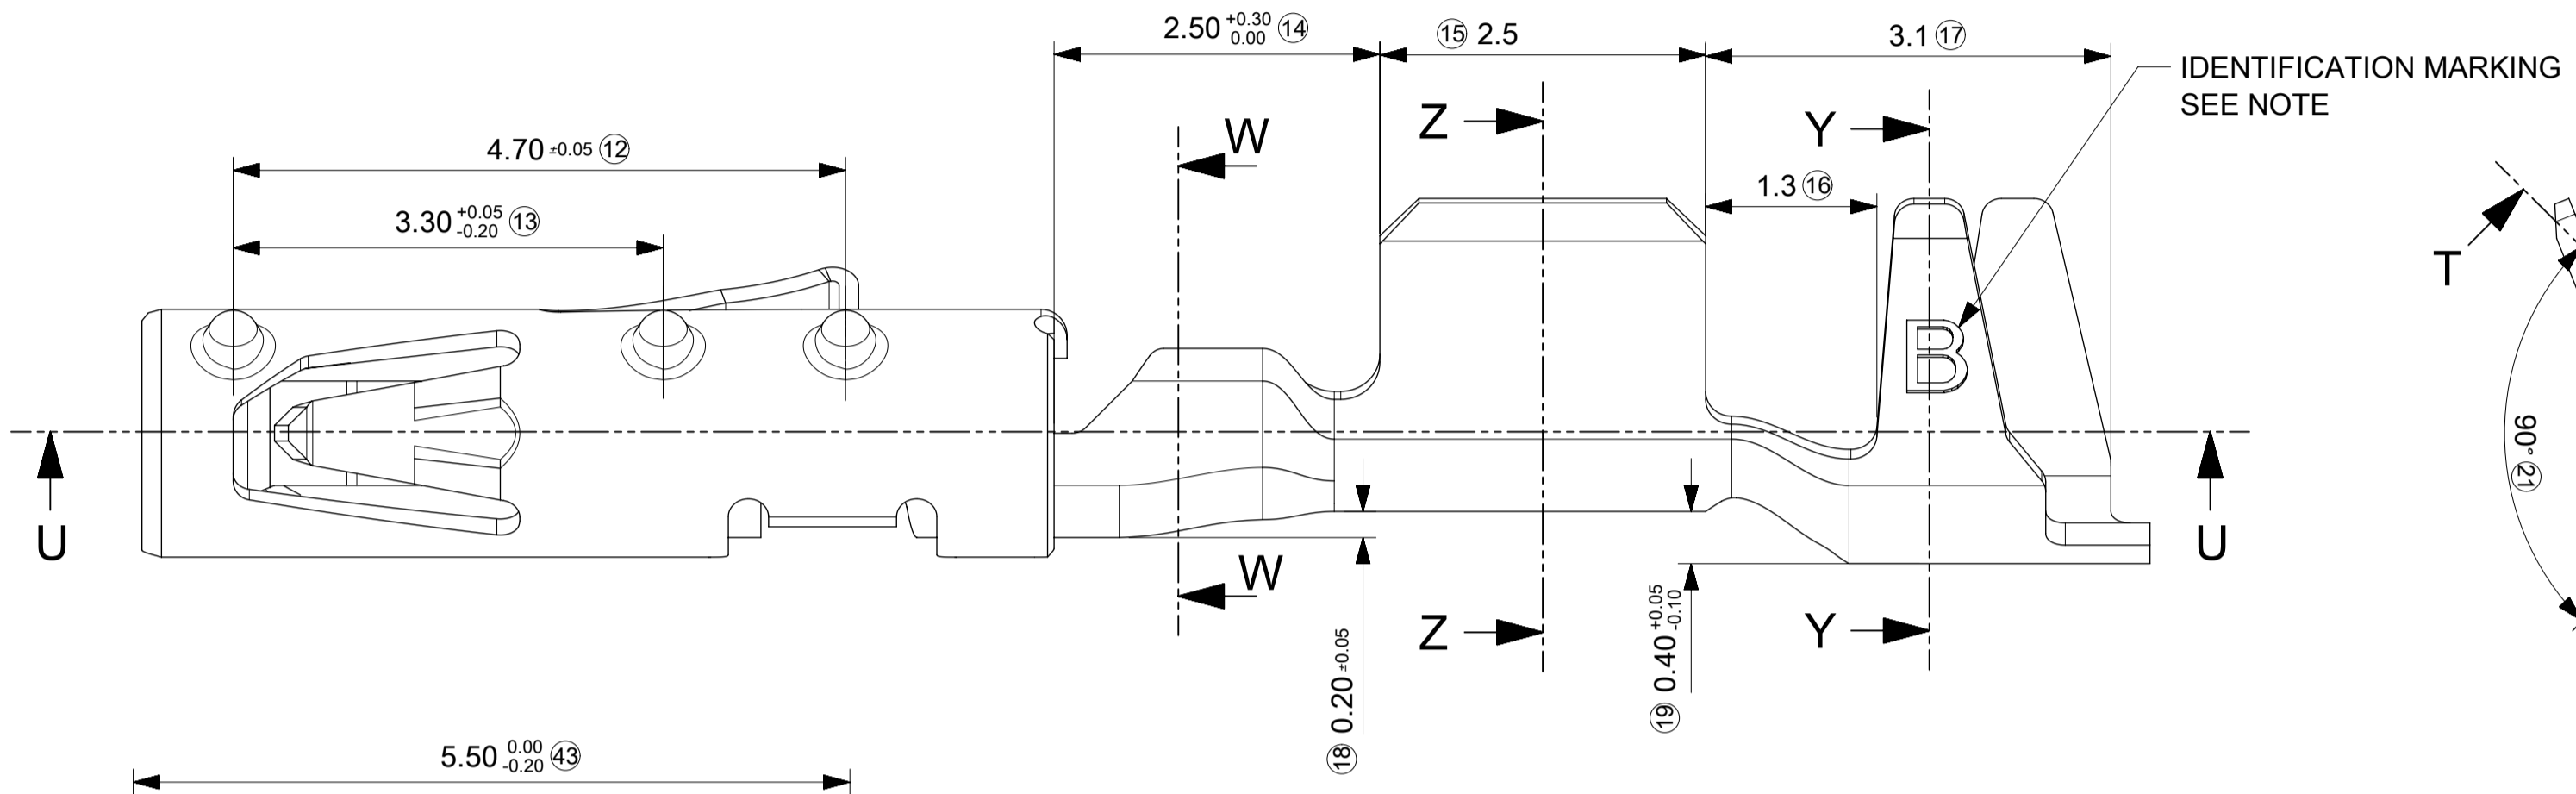 2.50 +0.30 0.00 ⑭
⑮ 2.5
3.1 ⑰
IDENTIFICATION MARKING
SEE NOTE
4.70 ±0.05 ⑫
W
Z
Y
3.30 +0.05 -0.20 ⑬
1.3 ⑯
T
B
90° ㉑
U
U
W
Z
Y
⑱ 0.20 ±0.05
⑲ 0.40 +0.05 -0.10
5.50 0.00 -0.20 ㊸